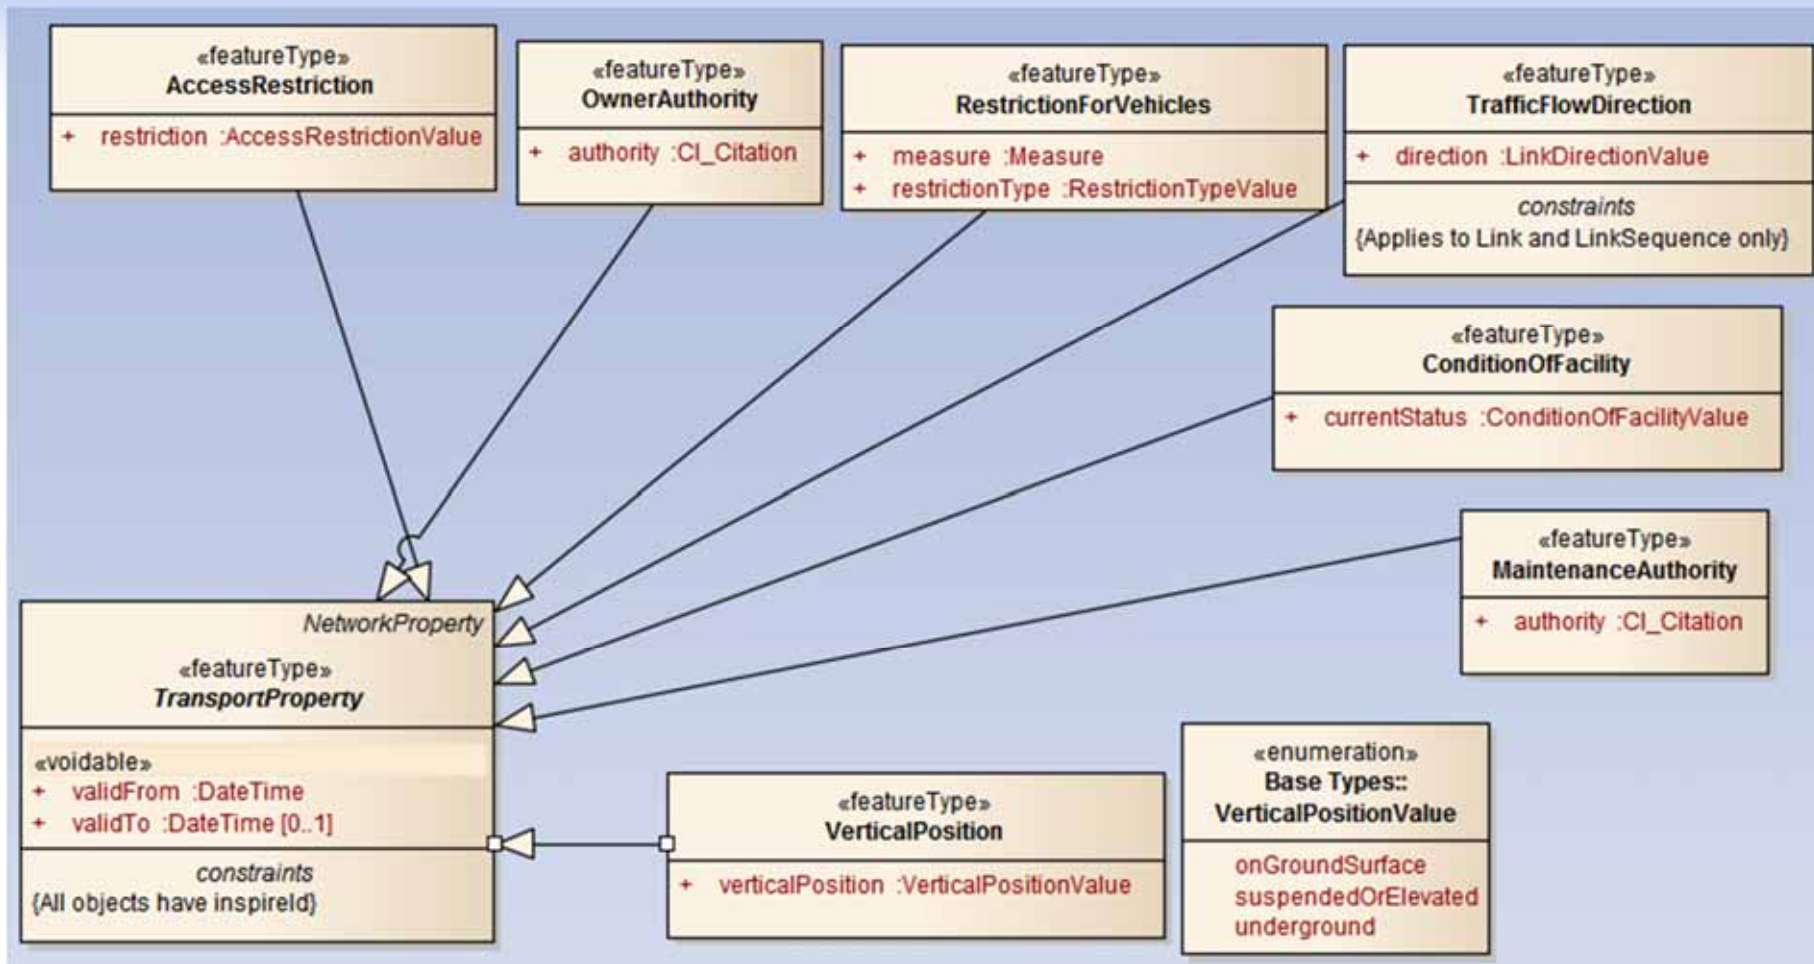 «featureType»
AccessRestriction
+ restriction :AccessRestrictionValue
«featureType»
OwnerAuthority
+ authority :CI_Citation
«featureType»
RestrictionForVehicles
+ measure :Measure
+ restrictionType :RestrictionTypeValue
«featureType»
TrafficFlowDirection
+ direction :LinkDirectionValue
constraints
{Applies to Link and LinkSequence only}
«featureType»
ConditionOfFacility
+ currentStatus :ConditionOfFacilityValue
«featureType»
MaintenanceAuthority
+ authority :CI_Citation
NetworkProperty
«featureType»
TransportProperty
«voidable»
+ validFrom :DateTime
+ validTo :DateTime [0..1]
constraints
{All objects have inspireId}
«featureType»
VerticalPosition
+ verticalPosition :VerticalPositionValue
«enumeration»
Base Types::
VerticalPositionValue
onGroundSurface
suspendedOrElevated
underground